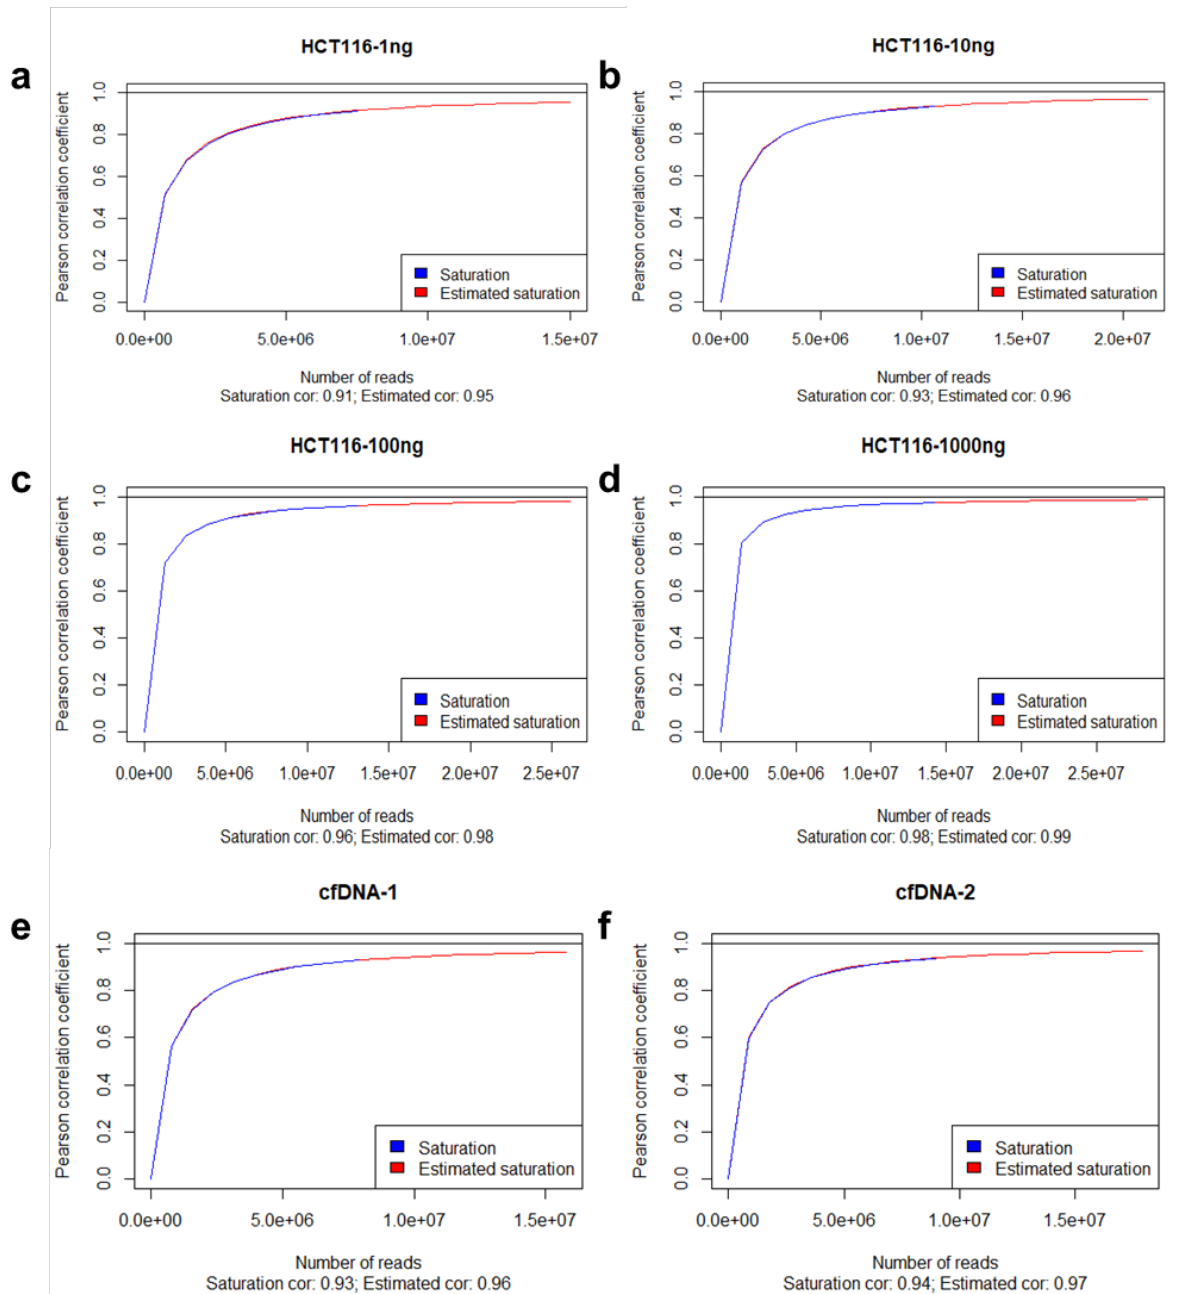 a
HCT116-1ng
Pearson correlation coefficient
1.0
0.8
0.6
0.4
0.2
0.0
Saturation
Estimated saturation
0.0e+00 5.0e+06 1.0e+07 1.5e+07
Number of reads
Saturation cor: 0.91; Estimated cor: 0.95
b
HCT116-10ng
Pearson correlation coefficient
1.0
0.8
0.6
0.4
0.2
0.0
Saturation
Estimated saturation
0.0e+00 5.0e+06 1.0e+07 1.5e+07 2.0e+07
Number of reads
Saturation cor: 0.93; Estimated cor: 0.96
c
HCT116-100ng
Pearson correlation coefficient
1.0
0.8
0.6
0.4
0.2
0.0
Saturation
Estimated saturation
0.0e+00 5.0e+06 1.0e+07 1.5e+07 2.0e+07 2.5e+07
Number of reads
Saturation cor: 0.96; Estimated cor: 0.98
d
HCT116-1000ng
Pearson correlation coefficient
1.0
0.8
0.6
0.4
0.2
0.0
Saturation
Estimated saturation
0.0e+00 5.0e+06 1.0e+07 1.5e+07 2.0e+07 2.5e+07
Number of reads
Saturation cor: 0.98; Estimated cor: 0.99
e
cfDNA-1
Pearson correlation coefficient
1.0
0.8
0.6
0.4
0.2
0.0
Saturation
Estimated saturation
0.0e+00 5.0e+06 1.0e+07 1.5e+07
Number of reads
Saturation cor: 0.93; Estimated cor: 0.96
f
cfDNA-2
Pearson correlation coefficient
1.0
0.8
0.6
0.4
0.2
0.0
Saturation
Estimated saturation
0.0e+00 5.0e+06 1.0e+07 1.5e+07
Number of reads
Saturation cor: 0.94; Estimated cor: 0.97